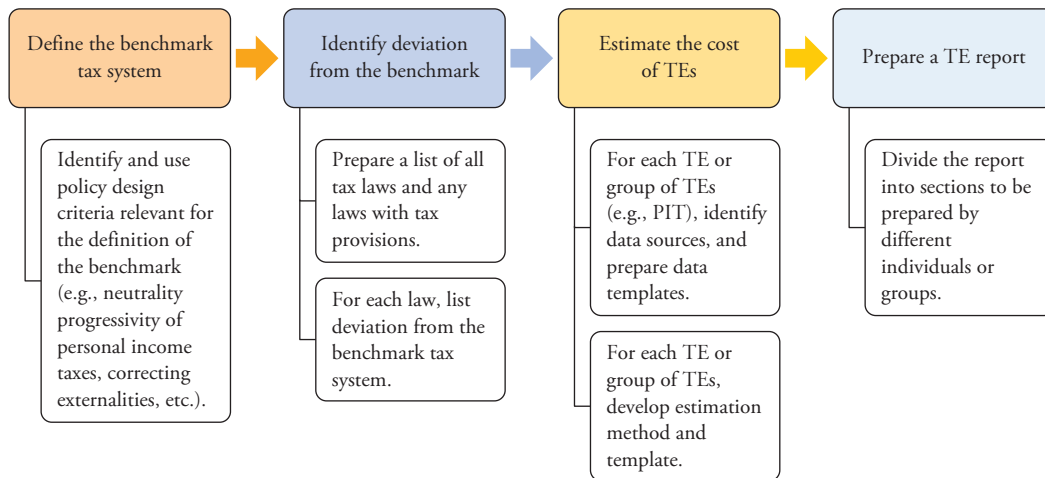 Define the benchmark
tax system
Identify and use
policy design
criteria relevant for
the definition of
the benchmark
(e.g., neutrality
progressivity of
personal income
taxes, correcting
externalities, etc.).
Identify deviation
from the benchmark
Prepare a list of all
tax laws and any
laws with tax
provisions.
For each law, list
deviation from the
benchmark tax
system.
Estimate the cost
of TEs
For each TE or
group of TEs
(e.g., PIT), identify
data sources, and
prepare data
templates.
For each TE or
group of TEs,
develop estimation
method and
template.
Prepare a TE report
Divide the report
into sections to be
prepared by
different
individuals or
groups.